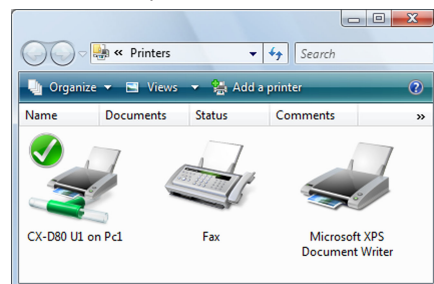 « Printers
Search
Organize Views Add a printer ?
Name Documents Status Comments »
CX-D80 U1 on Pc1 Fax Microsoft XPS
Document Writer